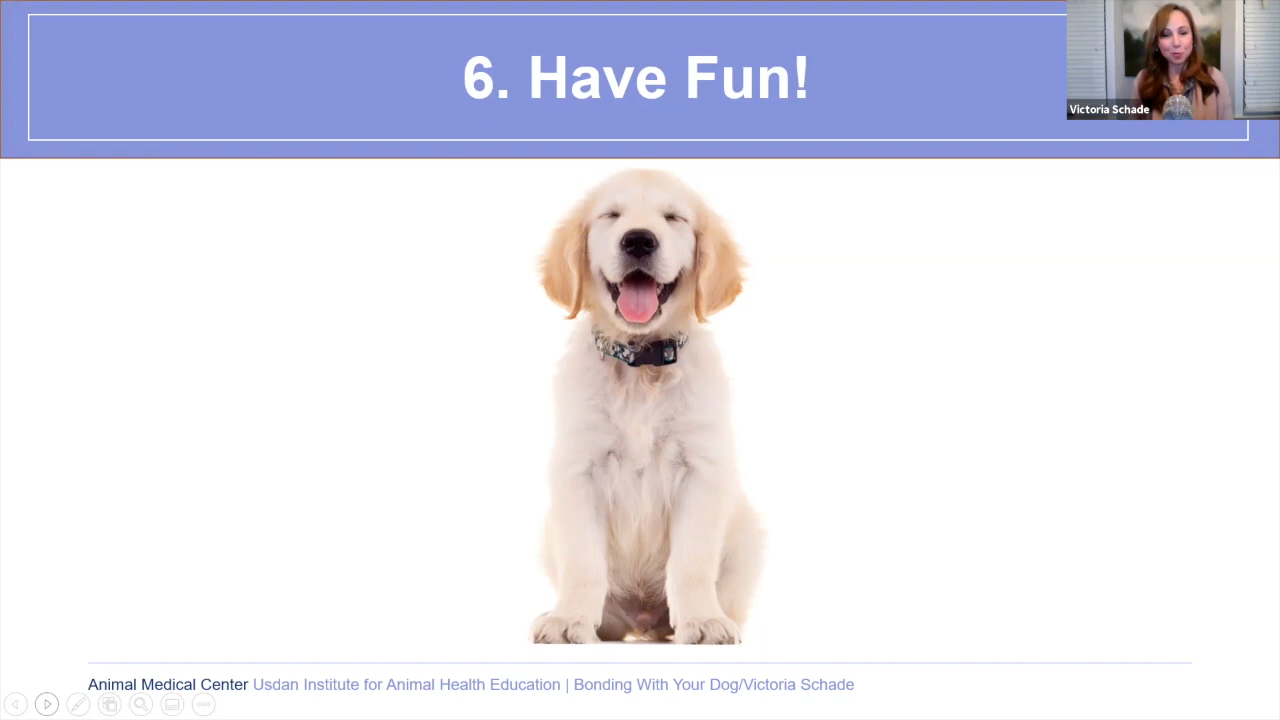 6. Have Fun!
Victoria Schade
Animal Medical Center Usdan Institute for Animal Health Education | Bonding With Your Dog/Victoria Schade